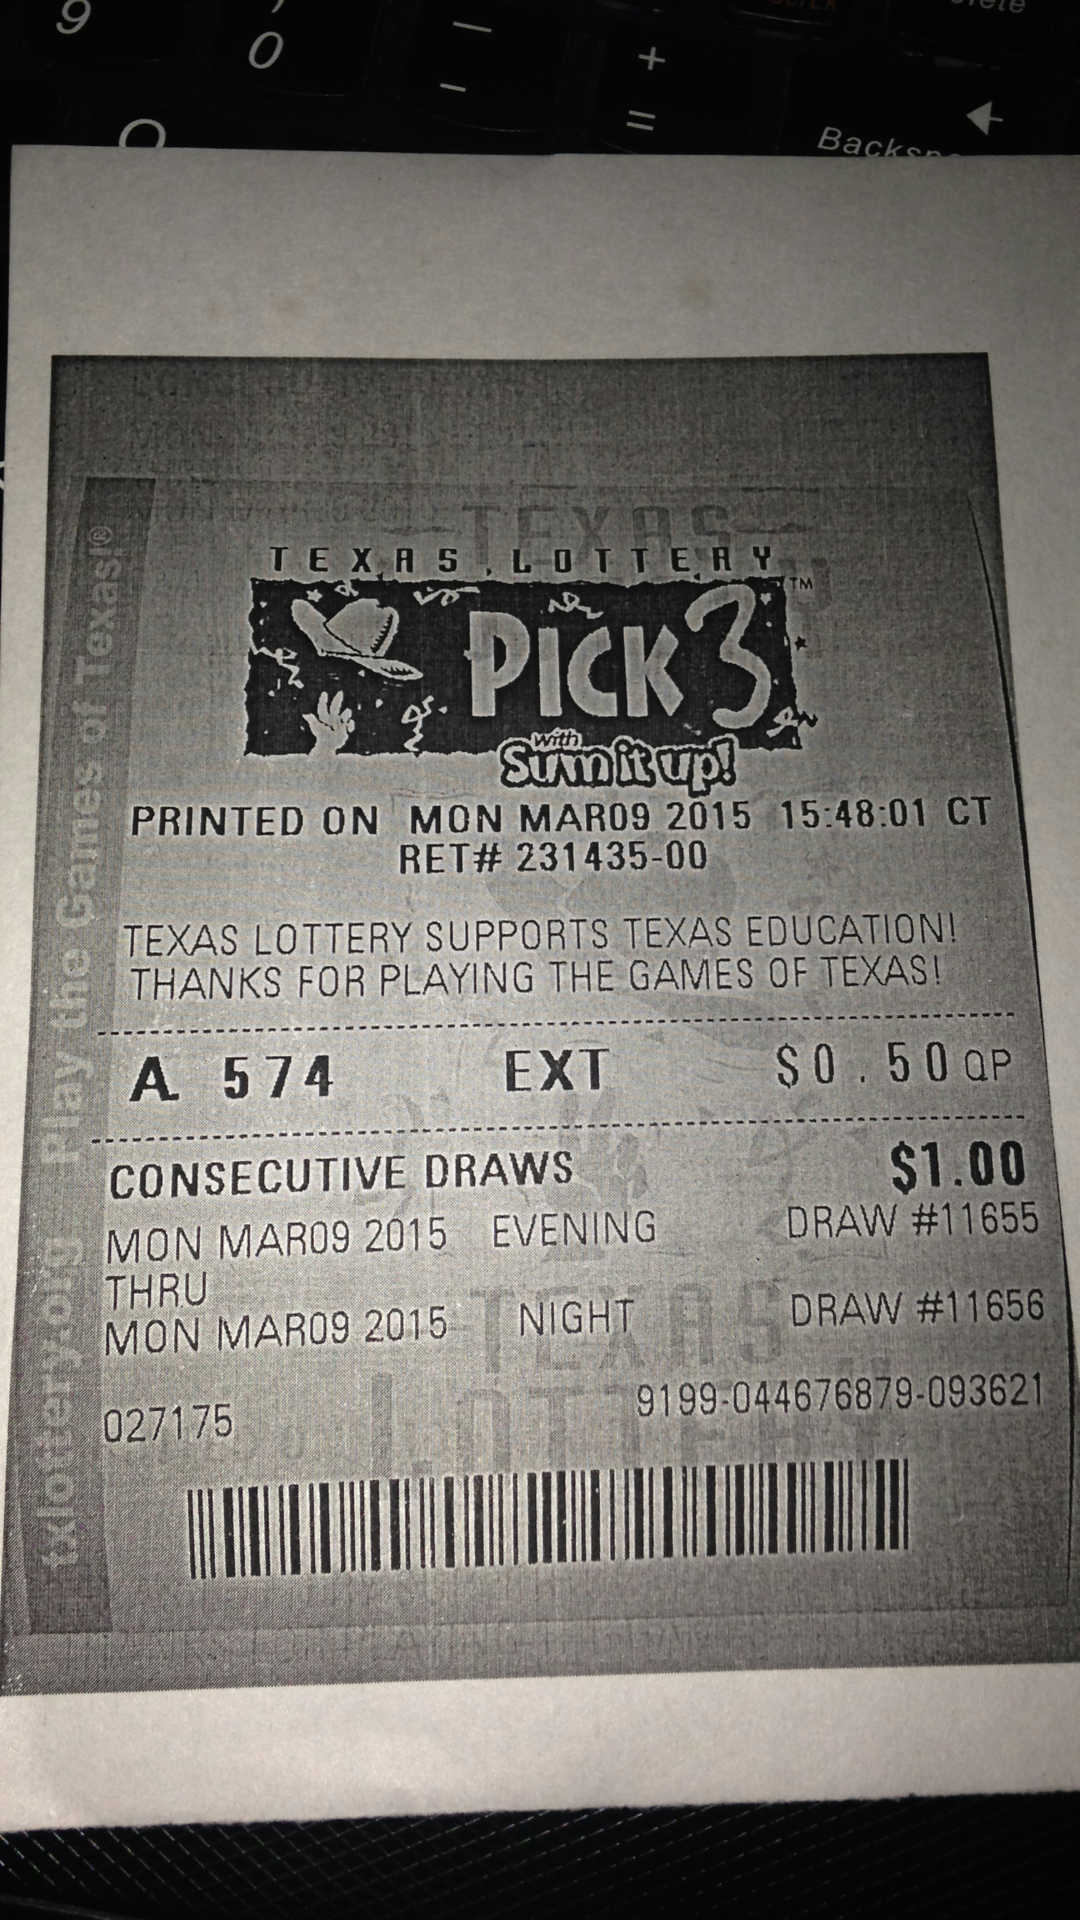 9 0 — - + =
Backsp
txlottery.org Play the Games of Texas!®
TEXAS LOTTERY
PICK 3™
with
Sum it up!
PRINTED ON MON MAR09 2015 15:48:01 CT
RET# 231435-00
TEXAS LOTTERY SUPPORTS TEXAS EDUCATION!
THANKS FOR PLAYING THE GAMES OF TEXAS!
A 574 EXT $0.50 QP
CONSECUTIVE DRAWS $1.00
MON MAR09 2015 EVENING DRAW #11655
THRU
MON MAR09 2015 NIGHT DRAW #11656
027175 9199-044676879-093621
TEXAS
LOTTERY